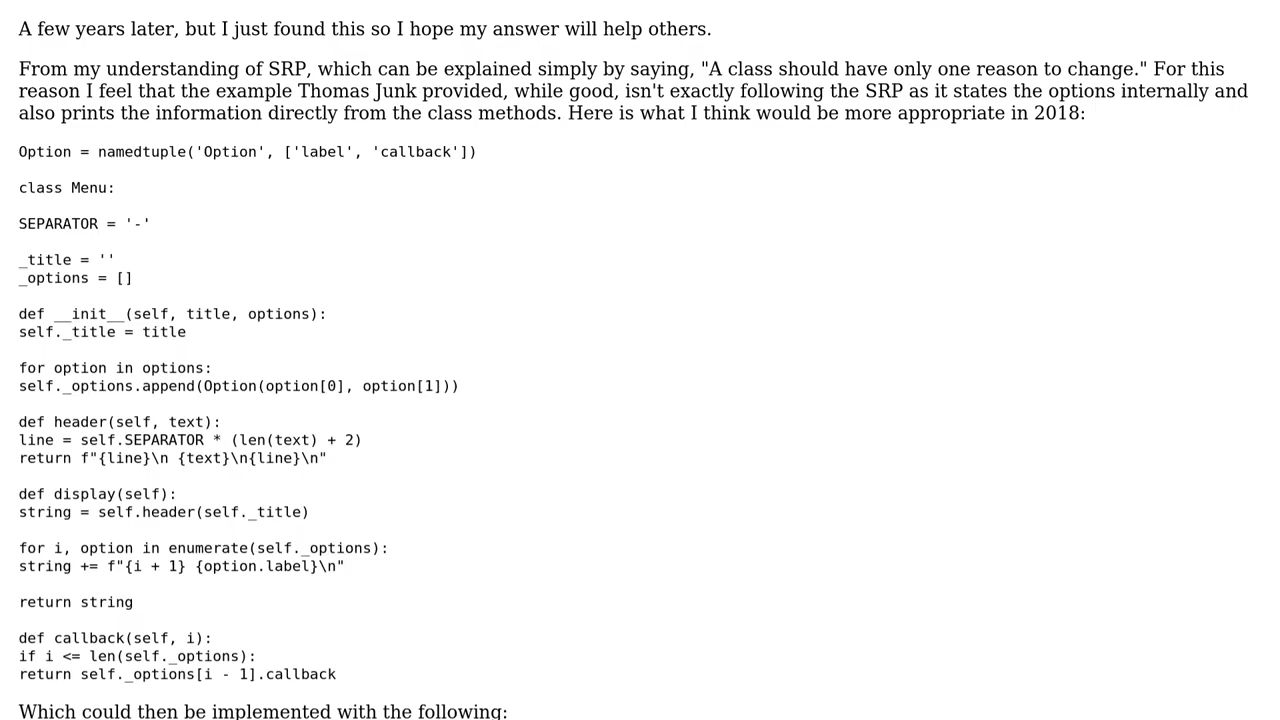 A few years later, but I just found this so I hope my answer will help others.
From my understanding of SRP, which can be explained simply by saying, "A class should have only one reason to change." For this
reason I feel that the example Thomas Junk provided, while good, isn't exactly following the SRP as it states the options internally and
also prints the information directly from the class methods. Here is what I think would be more appropriate in 2018:
Option = namedtuple('Option', ['label', 'callback'])
class Menu:
SEPARATOR = '-'
_title = ''
_options = []
def __init__(self, title, options):
self._title = title
for option in options:
self._options.append(Option(option[0], option[1]))
def header(self, text):
line = self.SEPARATOR * (len(text) + 2)
return f"{line}\n {text}\n{line}\n"
def display(self):
string = self.header(self._title)
for i, option in enumerate(self._options):
string += f"{i + 1} {option.label}\n"
return string
def callback(self, i):
if i <= len(self._options):
return self._options[i - 1].callback
Which could then be implemented with the following: